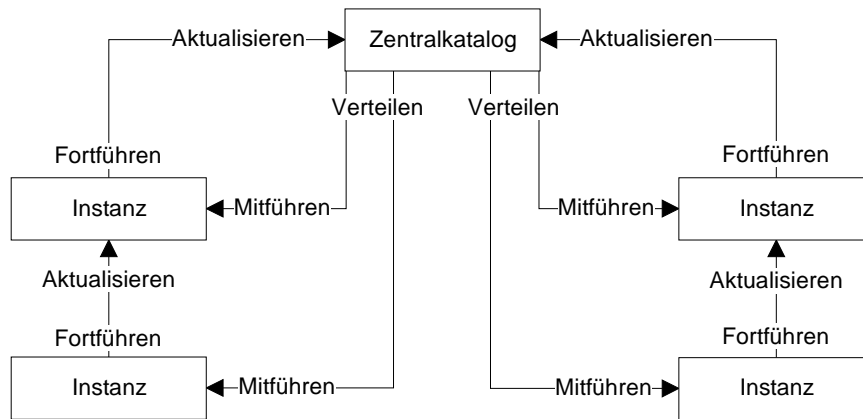 Aktualisieren
Zentralkatalog
Aktualisieren
Verteilen
Verteilen
Fortführen
Fortführen
Instanz
Mitführen
Mitführen
Instanz
Aktualisieren
Aktualisieren
Fortführen
Fortführen
Instanz
Mitführen
Mitführen
Instanz